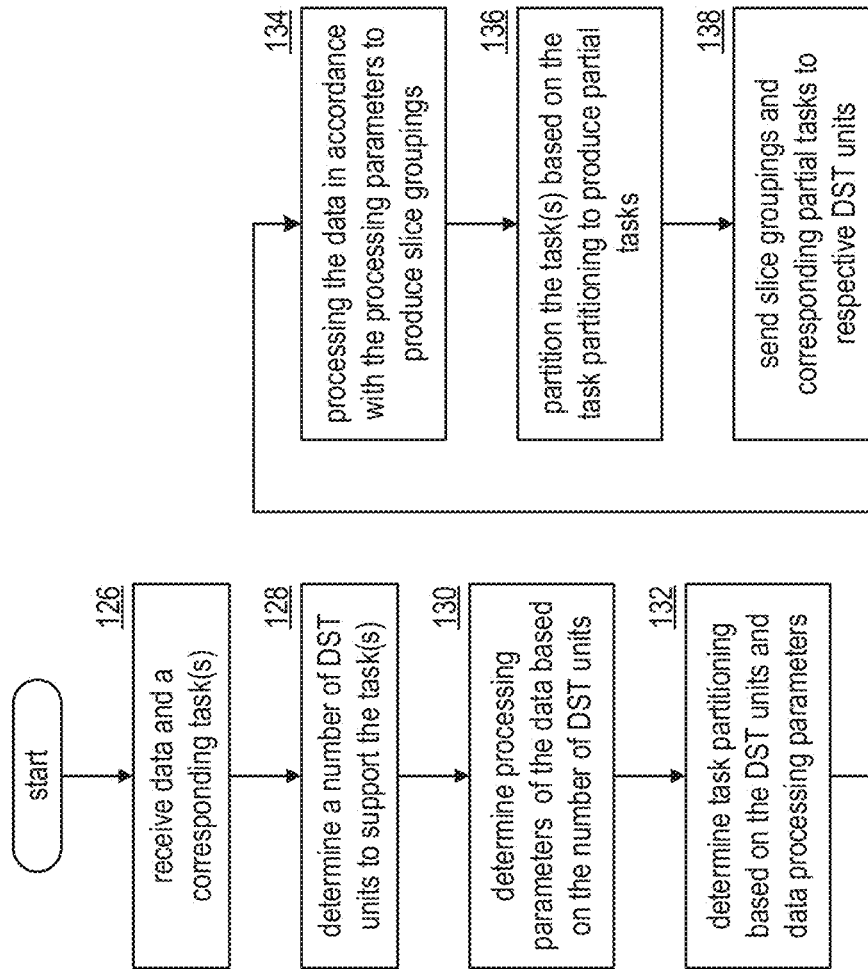 start
126
receive data and a
corresponding task(s)
128
determine a number of DST
units to support the task(s)
130
determine processing
parameters of the data based
on the number of DST units
132
determine task partitioning
based on the DST units and
data processing parameters
134
processing the data in accordance
with the processing parameters to
produce slice groupings
136
partition the task(s) based on the
task partitioning to produce partial
tasks
138
send slice groupings and
corresponding partial tasks to
respective DST units